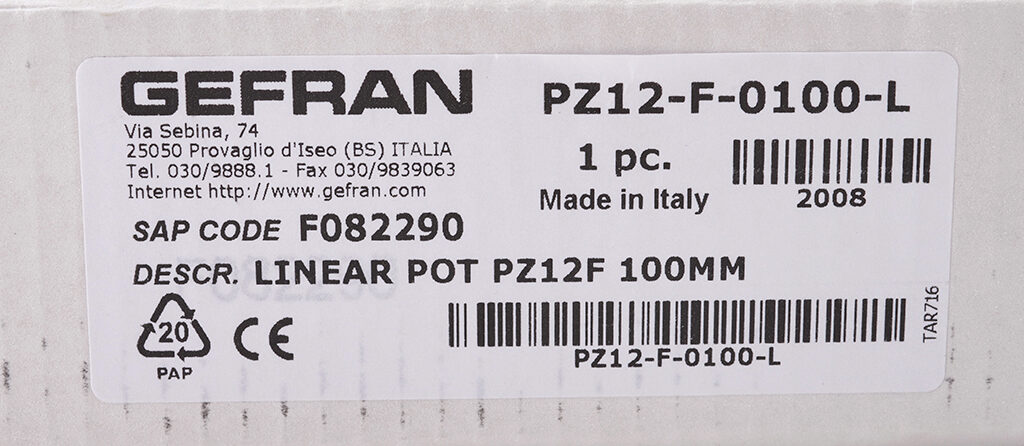 GEFRAN
Via Sebina, 74
25050 Provaglio d'Iseo (BS) ITALIA
Tel. 030/9888.1 - Fax 030/9839063
Internet http://www.gefran.com
PZ12-F-0100-L
1 pc.
Made in Italy
2008
SAP CODE F082290
DESCR. LINEAR POT PZ12F 100MM
20
PAP
CE
PZ12-F-0100-L
TAR716